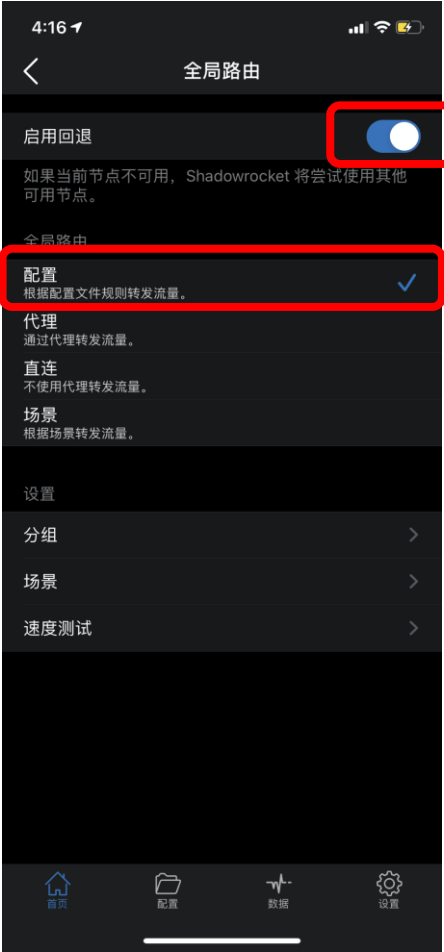 4:16
全局路由
启用回退
如果当前节点不可用，Shadowrocket 将尝试使用其他
可用节点。
全局路由
配置
根据配置文件规则转发流量。
代理
通过代理转发流量。
直连
不使用代理转发流量。
场景
根据场景转发流量。
设置
分组
场景
速度测试
首页
配置
数据
设置